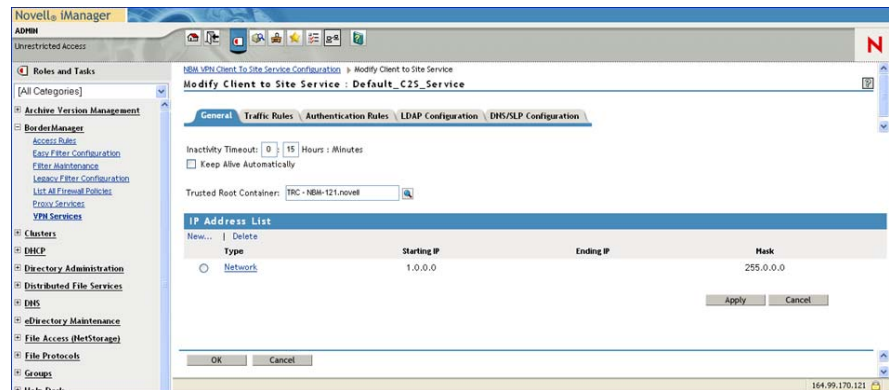 Novell® iManager
ADMIN
Unrestricted Access
N
Roles and Tasks
[All Categories]
Archive Version Management
BorderManager
Access Rules
Easy Filter Configuration
Filter Maintenance
Legacy Filter Configuration
List All Firewall Policies
Proxy Services
VPN Services
Clusters
DHCP
Directory Administration
Distributed File Services
DNS
eDirectory Maintenance
File Access (NetStorage)
File Protocols
Groups
Help Desk
NBM VPN Client To Site Service Configuration Modify Client to Site Service
Modify Client to Site Service : Default_C2S_Service
General Traffic Rules Authentication Rules LDAP Configuration DNS/SLP Configuration
Inactivity Timeout: 0 : 15 Hours : Minutes
Keep Alive Automatically
Trusted Root Container: TRC - NBM-121.novell
IP Address List
New... | Delete
Type Starting IP Ending IP Mask
Network 1.0.0.0 255.0.0.0
Apply Cancel
OK Cancel
164.99.170.121